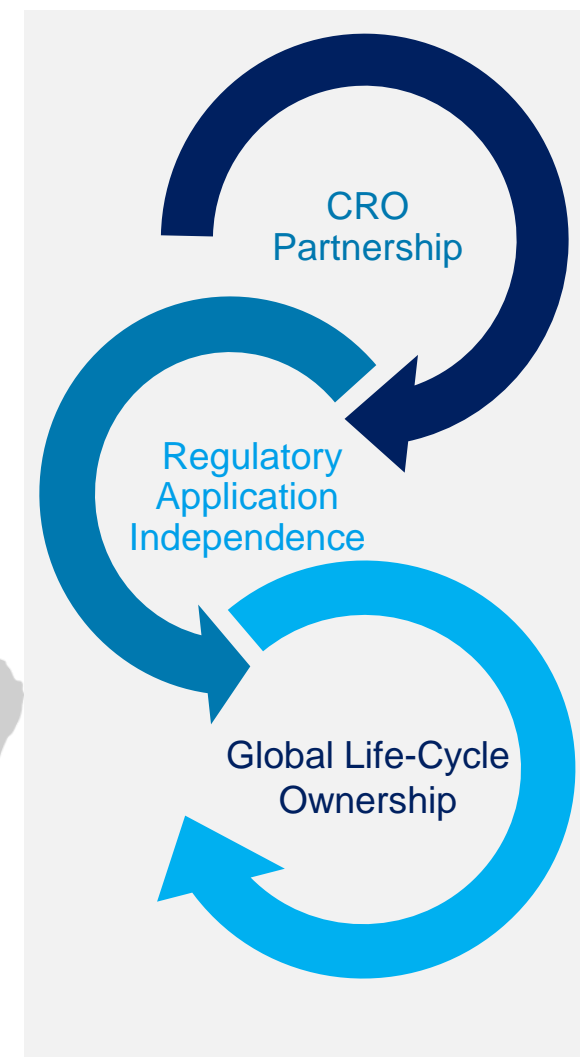 CRO
Partnership
Regulatory
Application
Independence
Global Life-Cycle
Ownership